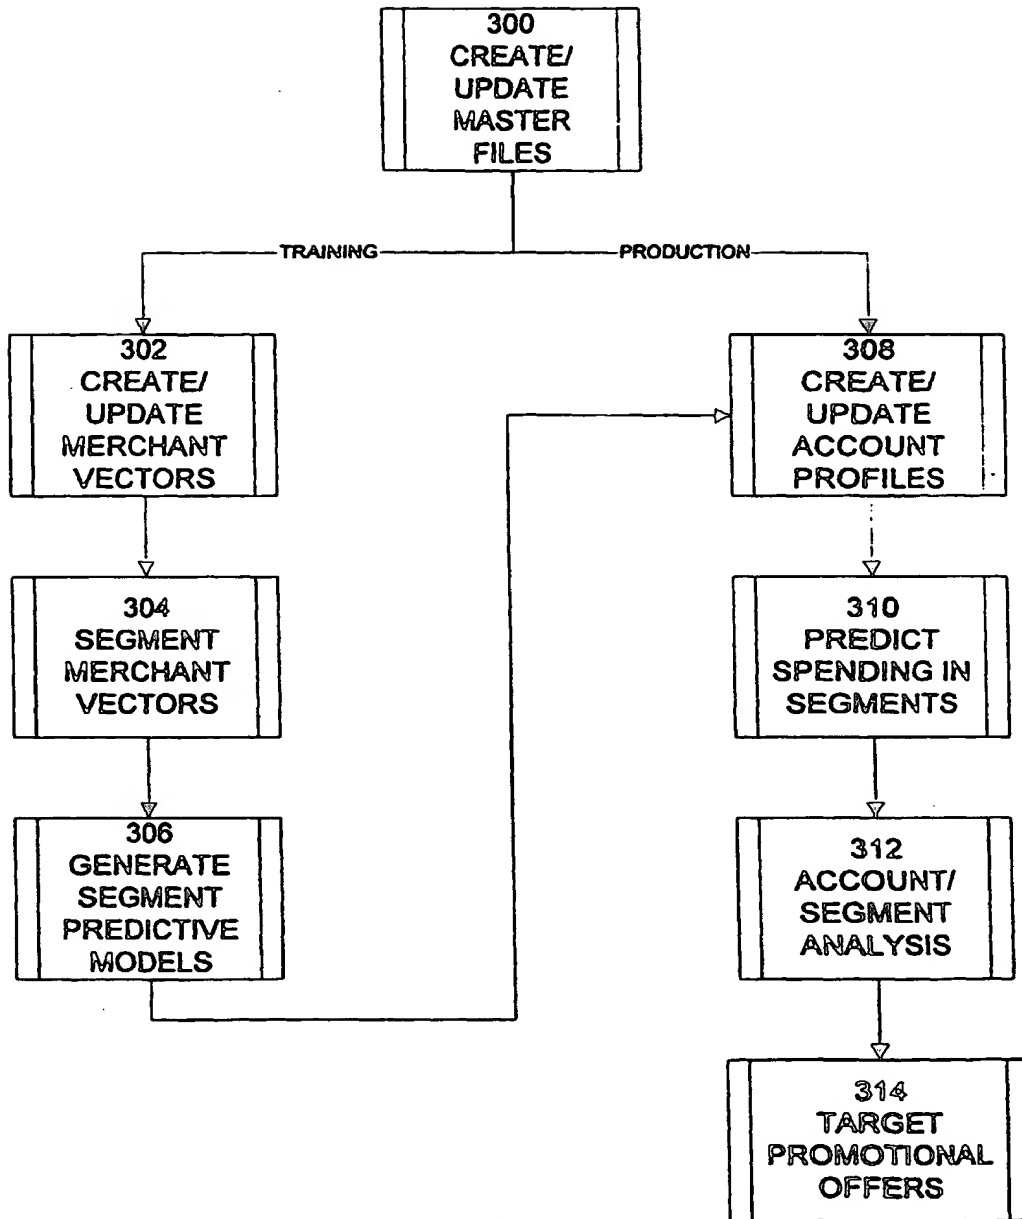 300
CREATE/
UPDATE
MASTER
FILES
TRAINING
PRODUCTION
302
CREATE/
UPDATE
MERCHANT
VECTORS
308
CREATE/
UPDATE
ACCOUNT
PROFILES
304
SEGMENT
MERCHANT
VECTORS
310
PREDICT
SPENDING IN
SEGMENTS
306
GENERATE
SEGMENT
PREDICTIVE
MODELS
312
ACCOUNT/
SEGMENT
ANALYSIS
314
TARGET
PROMOTIONAL
OFFERS